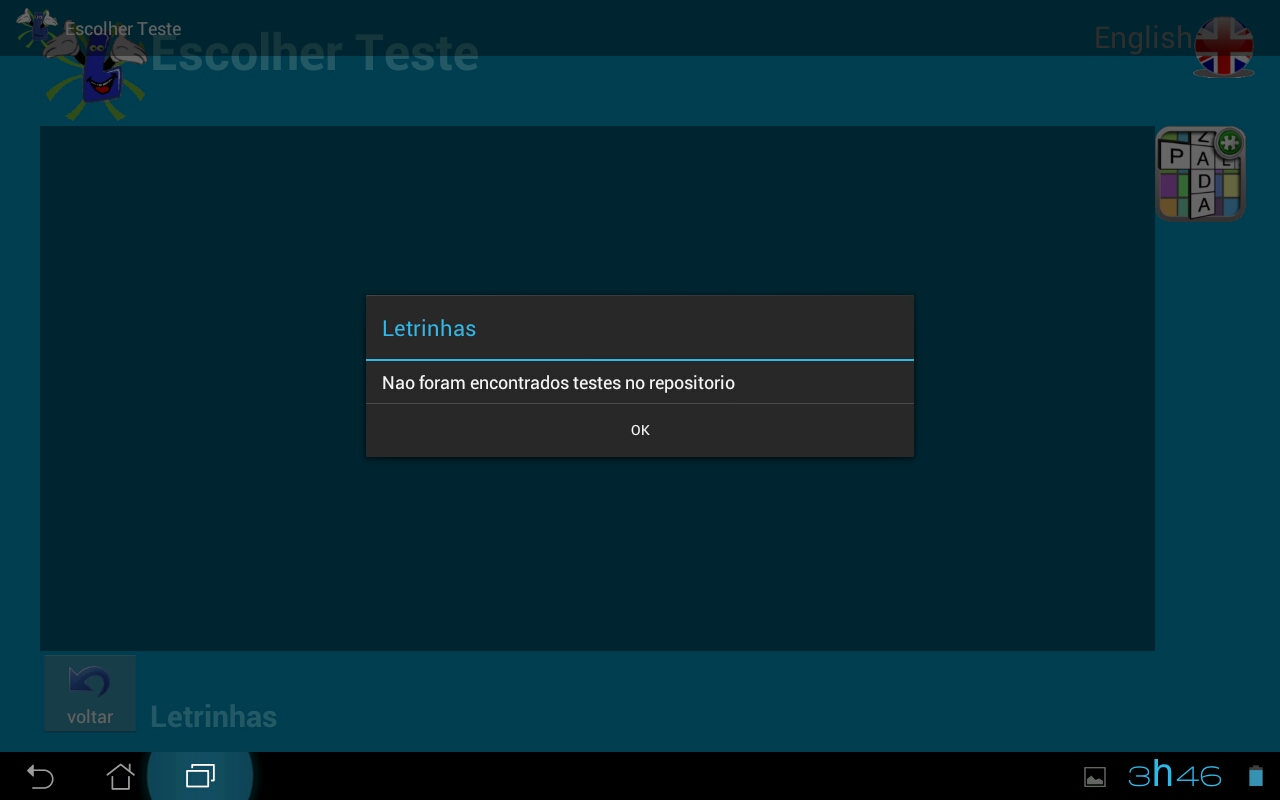 Escolher Teste
Escolher Teste
English
Letrinhas
Nao foram encontrados testes no repositorio
OK
voltar
Letrinhas
3h46